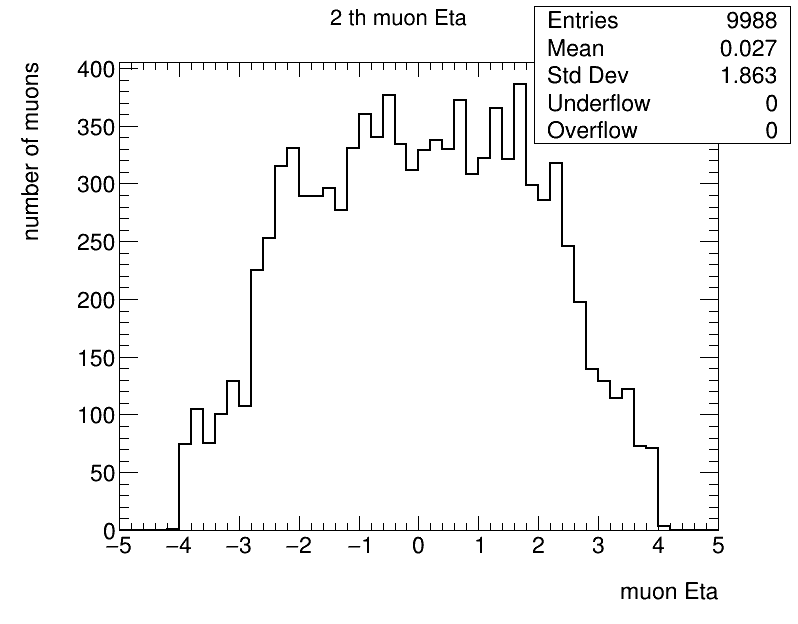 2 th muon Eta
Entries 9988
Mean 0.027
Std Dev 1.863
Underflow 0
Overflow 0
number of muons
400
350
300
250
200
150
100
50
0
−5 −4 −3 −2 −1 0 1 2 3 4 5
muon Eta